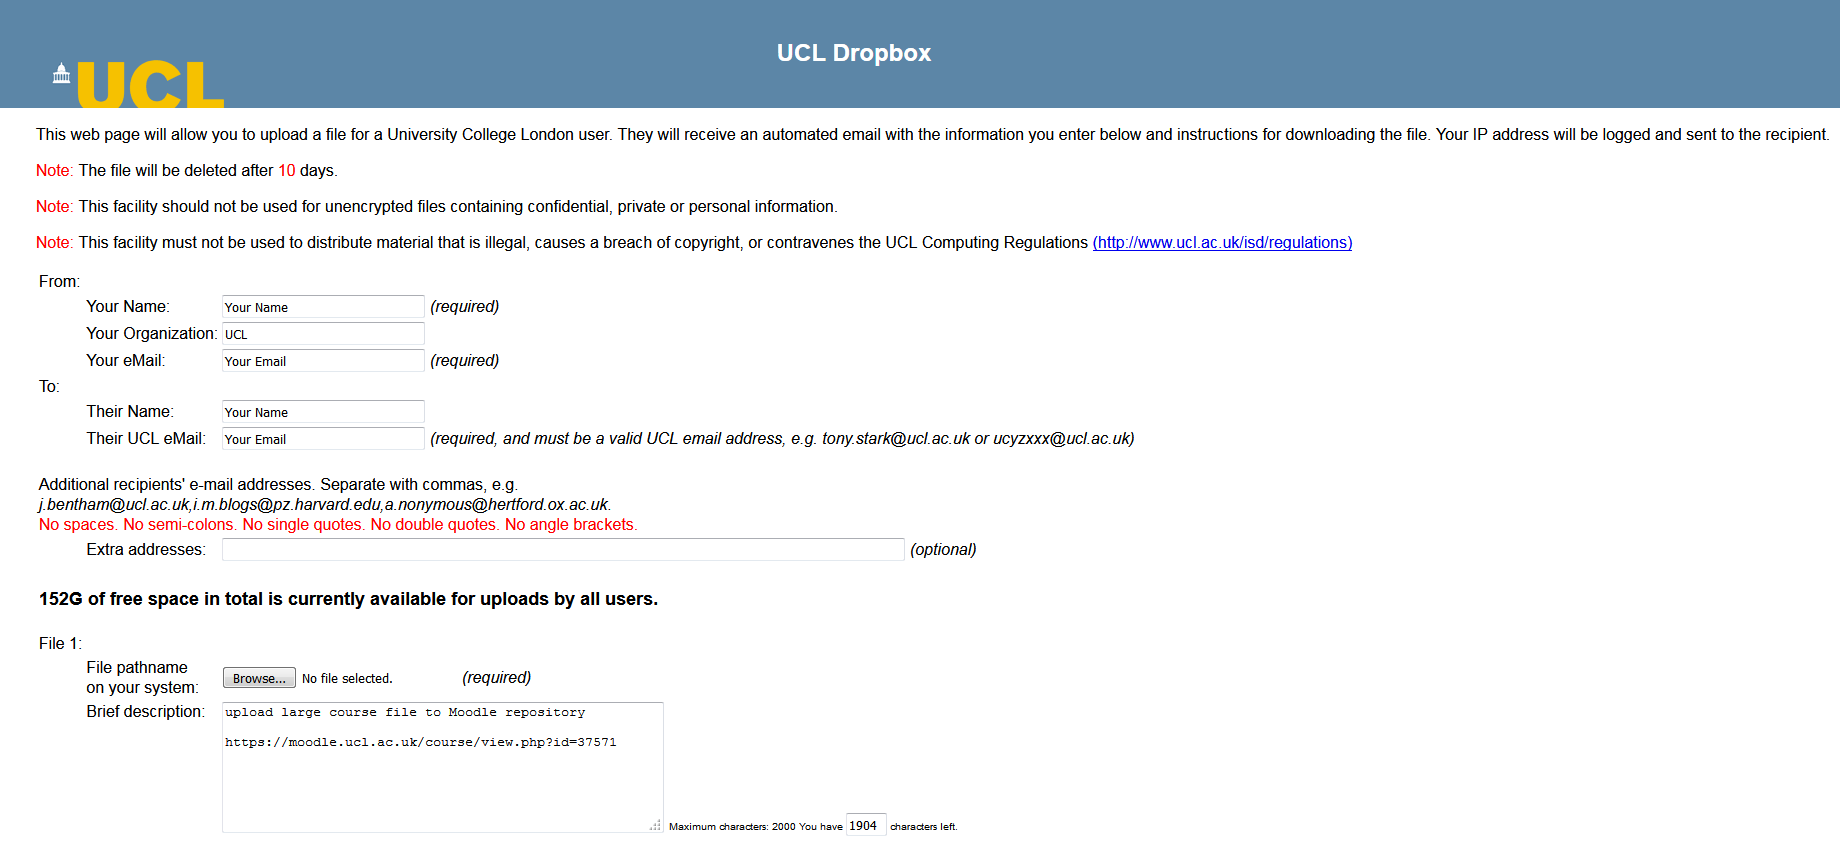 UCL Dropbox
UCL
This web page will allow you to upload a file for a University College London user. They will receive an automated email with the information you enter below and instructions for downloading the file. Your IP address will be logged and sent to the recipient.
Note: The file will be deleted after 10 days.
Note: This facility should not be used for unencrypted files containing confidential, private or personal information.
Note: This facility must not be used to distribute material that is illegal, causes a breach of copyright, or contravenes the UCL Computing Regulations (http://www.ucl.ac.uk/isd/regulations)
From:
Your Name: Your Name (required)
Your Organization: UCL
Your eMail: Your Email (required)
To:
Their Name: Your Name
Their UCL eMail: Your Email (required, and must be a valid UCL email address, e.g. tony.stark@ucl.ac.uk or ucyzxxx@ucl.ac.uk)
Additional recipients' e-mail addresses. Separate with commas, e.g.
j.bentham@ucl.ac.uk,i.m.blogs@pz.harvard.edu,a.nonymous@hertford.ox.ac.uk.
No spaces. No semi-colons. No single quotes. No double quotes. No angle brackets.
Extra addresses: (optional)
152G of free space in total is currently available for uploads by all users.
File 1:
File pathname
on your system: Browse... No file selected. (required)
Brief description: upload large course file to Moodle repository
https://moodle.ucl.ac.uk/course/view.php?id=37571
Maximum characters: 2000 You have 1904 characters left.